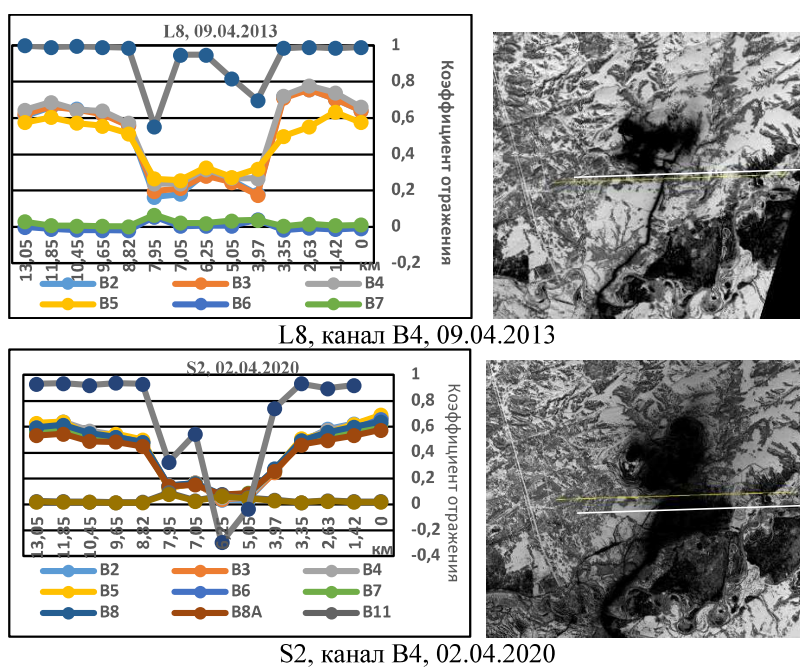 L8, 09.04.2013
1
0,8
0,6
0,4
0,2
0
-0,2
Коэффициент отражения
13,05 11,85 10,45 9,65 8,82 7,95 7,05 6,25 5,05 3,97 3,35 2,63 1,42 0
км
B2 B3 B4
B5 B6 B7
L8, канал B4, 09.04.2013
S2, 02.04.2020
1
0,8
0,6
0,4
0,2
0
-0,2
-0,4
Коэффициент отражения
13,05 11,85 10,45 9,65 8,82 7,95 7,05 5,05 3,97 3,35 2,63 1,42 0
км
B2 B3 B4
B5 B6 B7
B8 B8A B11
S2, канал B4, 02.04.2020